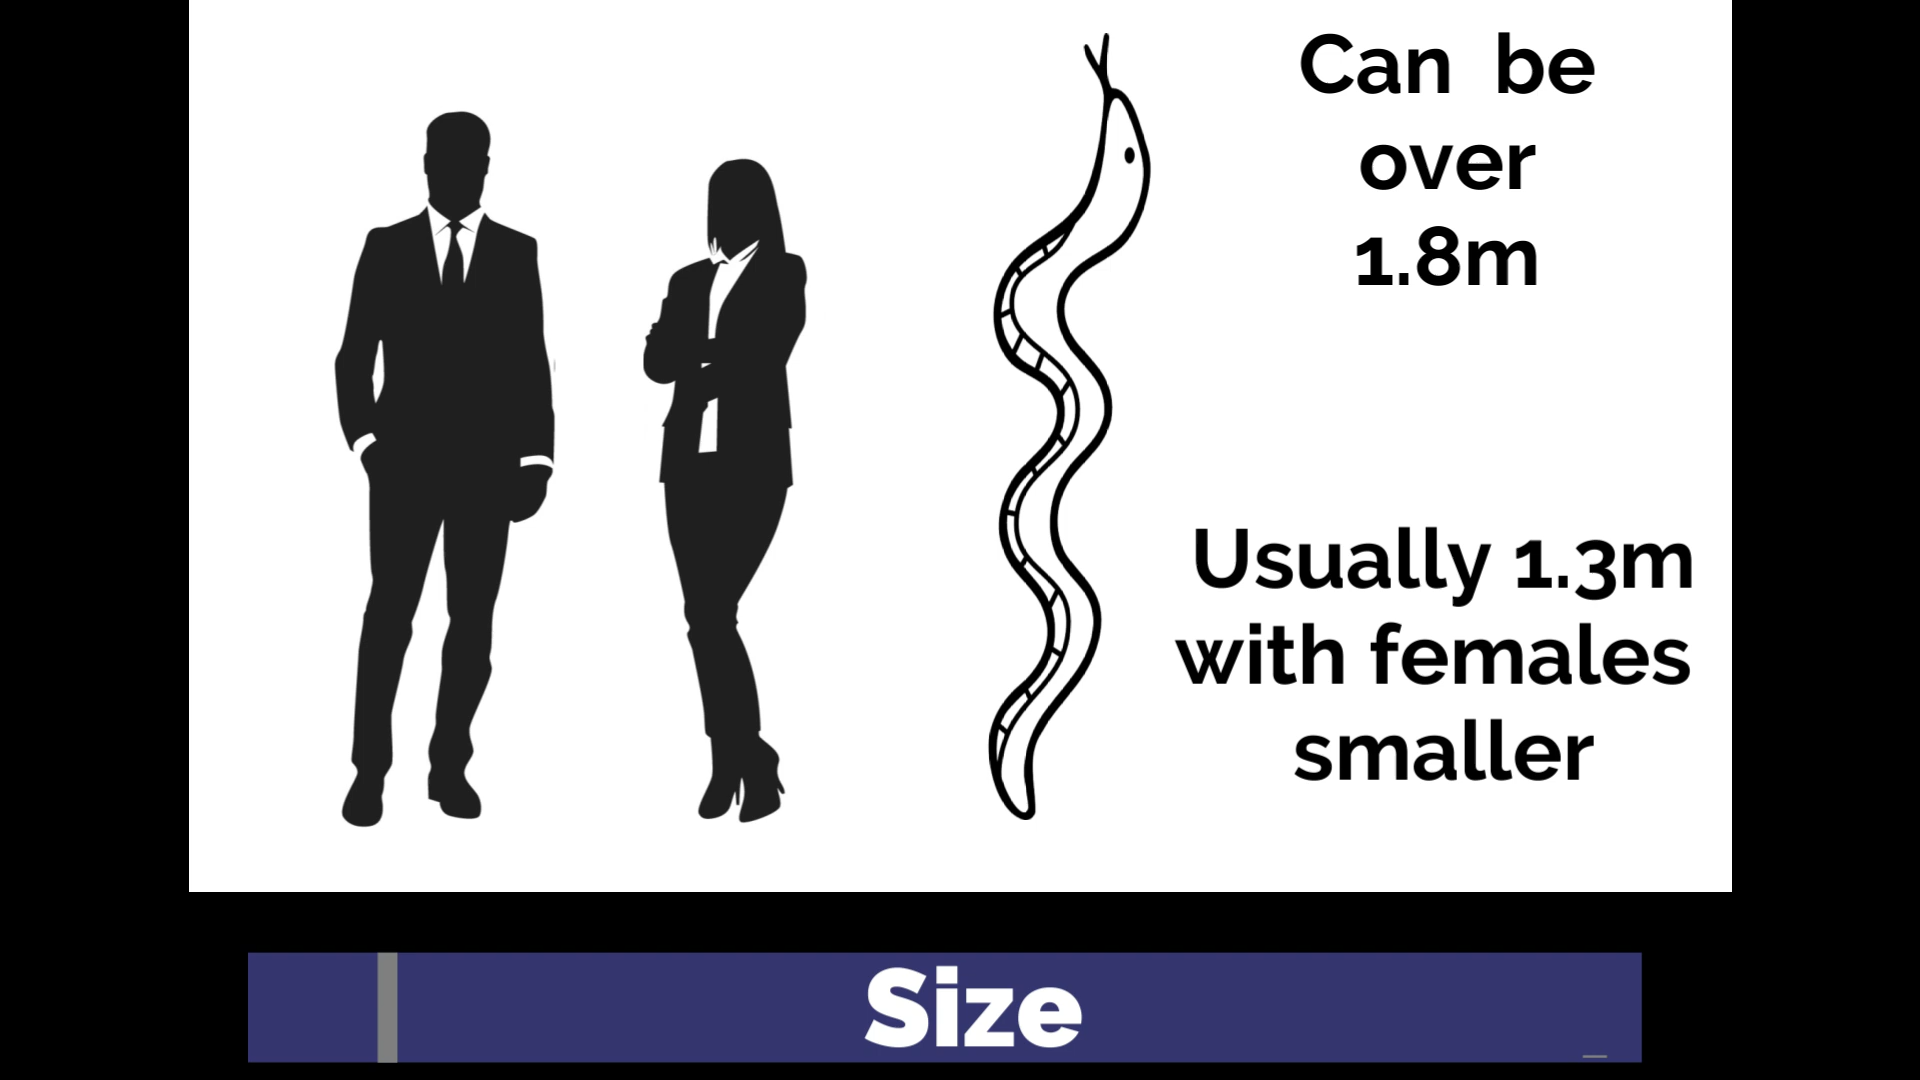 Can be
over
1.8m
Usually 1.3m
with females
smaller
Size